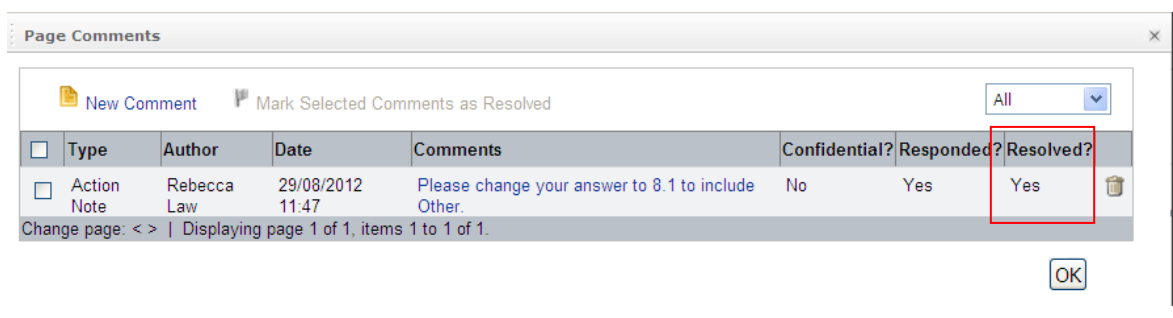 Page Comments
New Comment Mark Selected Comments as Resolved All
Type Author Date Comments Confidential? Responded? Resolved?
Action Rebecca 29/08/2012 Please change your answer to 8.1 to include No Yes Yes
Note Law 11:47 Other.
Change page: < > | Displaying page 1 of 1, items 1 to 1 of 1.
OK